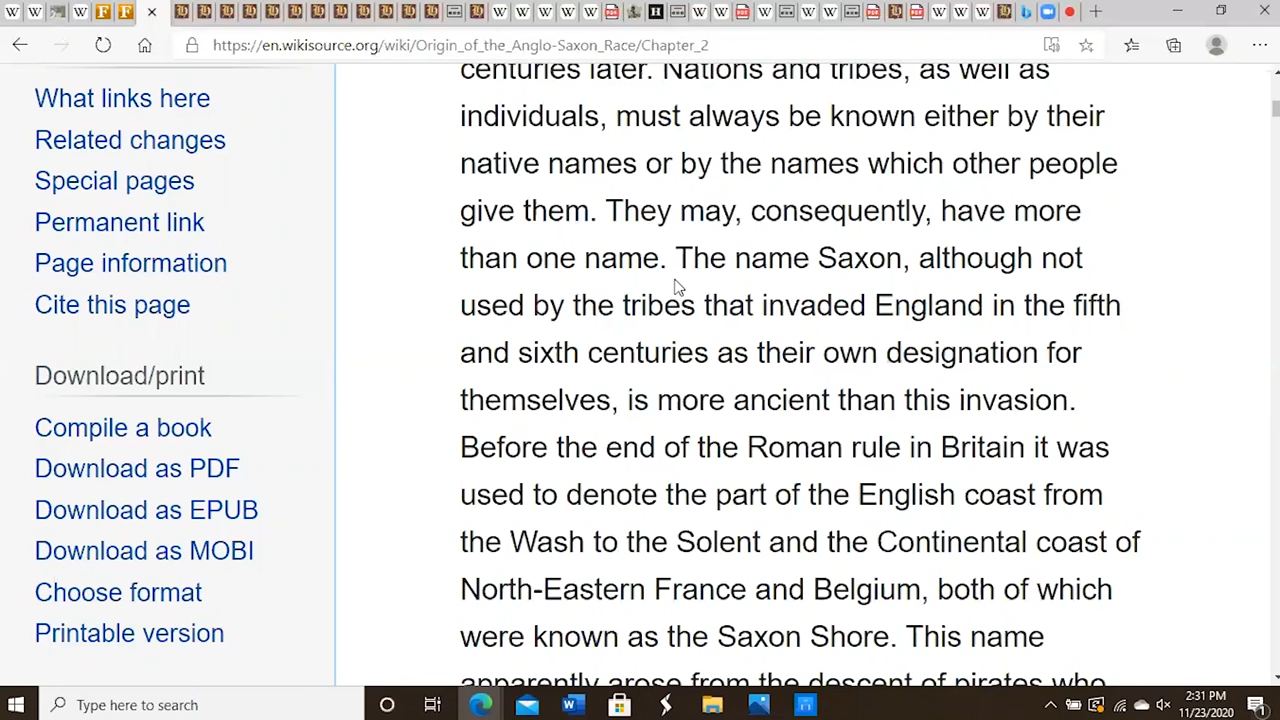 https://en.wikisource.org/wiki/Origin_of_the_Anglo-Saxon_Race/Chapter_2
What links here
Related changes
Special pages
Permanent link
Page information
Cite this page
Download/print
Compile a book
Download as PDF
Download as EPUB
Download as MOBI
Choose format
Printable version
centuries later. Nations and tribes, as well as
individuals, must always be known either by their
native names or by the names which other people
give them. They may, consequently, have more
than one name. The name Saxon, although not
used by the tribes that invaded England in the fifth
and sixth centuries as their own designation for
themselves, is more ancient than this invasion.
Before the end of the Roman rule in Britain it was
used to denote the part of the English coast from
the Wash to the Solent and the Continental coast of
North-Eastern France and Belgium, both of which
were known as the Saxon Shore. This name
apparently arose from the descent of pirates who
Type here to search
2:31 PM
11/23/2020